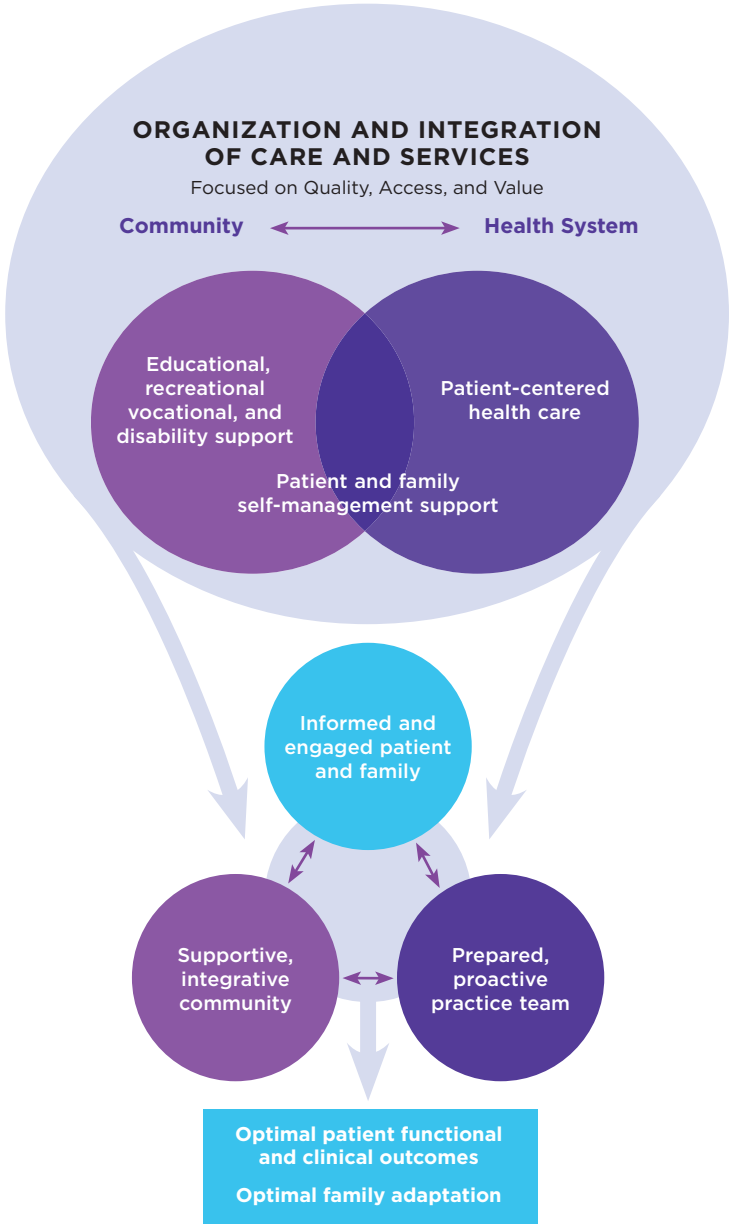 ORGANIZATION AND INTEGRATION
OF CARE AND SERVICES
Focused on Quality, Access, and Value
Community
Health System
Educational,
recreational
vocational, and
disability support
Patient-centered
health care
Patient and family
self-management support
Informed and
engaged patient
and family
Supportive,
integrative
community
Prepared,
proactive
practice team
Optimal patient functional
and clinical outcomes
Optimal family adaptation